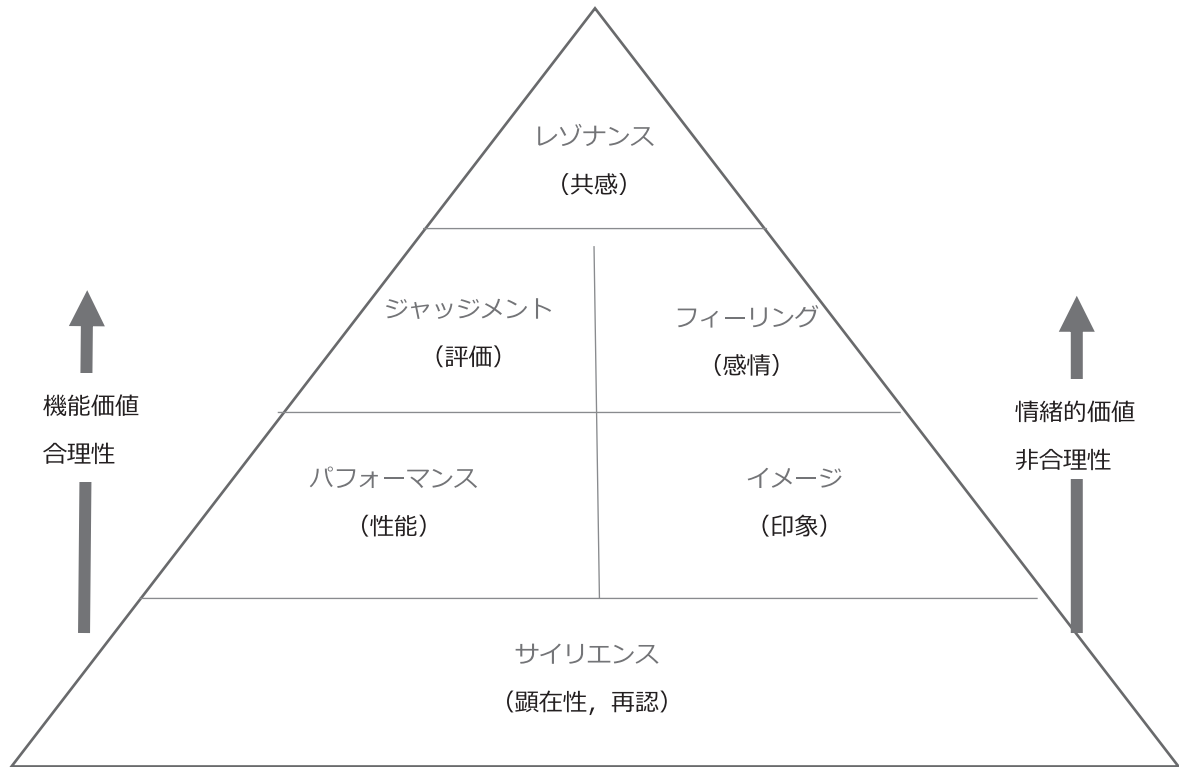 レゾナンス
（共感）
ジャッジメント
（評価）
フィーリング
（感情）
機能価値
合理性
情緒的価値
非合理性
パフォーマンス
（性能）
イメージ
（印象）
サイリエンス
（顕在性，再認）